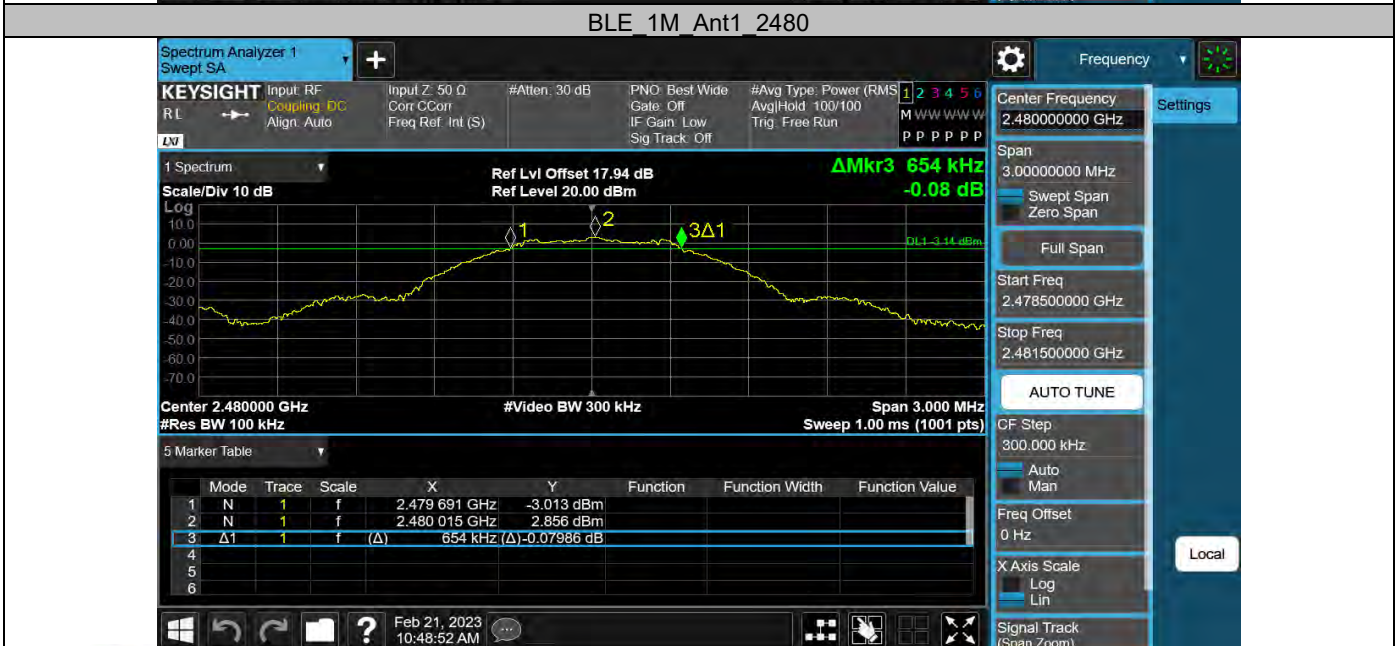 BLE_1M_Ant1_2480
Spectrum Analyzer 1
Swept SA
Frequency
KEYSIGHT
RL
LXI
Input: RF
Coupling: DC
Align: Auto
Input Z: 50 Ω
Corr CCorr
Freq Ref: Int (S)
#Atten: 30 dB
PNO: Best Wide
Gate: Off
IF Gain: Low
Sig Track: Off
#Avg Type: Power (RMS
Avg|Hold: 100/100
Trig: Free Run
1 2 3 4 5 6
M W W W W W
P P P P P P
1 Spectrum
Scale/Div 10 dB
Ref Lvl Offset 17.94 dB
Ref Level 20.00 dBm
ΔMkr3 654 kHz
-0.08 dB
Log
10.0
0.00
-10.0
-20.0
-30.0
-40.0
-50.0
-60.0
-70.0
1
2
3Δ1
DL1 -3.14 dBm
Center 2.480000 GHz
#Video BW 300 kHz
Span 3.000 MHz
#Res BW 100 kHz
Sweep 1.00 ms (1001 pts)
5 Marker Table
Mode Trace Scale X Y Function Function Width Function Value
1 N 1 f 2.479 691 GHz -3.013 dBm
2 N 1 f 2.480 015 GHz 2.856 dBm
3 Δ1 1 f (Δ) 654 kHz (Δ) -0.07986 dB
4
5
6
Feb 21, 2023
10:48:52 AM
Center Frequency
2.480000000 GHz
Settings
Span
3.00000000 MHz
Swept Span
Zero Span
Full Span
Start Freq
2.478500000 GHz
Stop Freq
2.481500000 GHz
AUTO TUNE
CF Step
300.000 kHz
Auto
Man
Freq Offset
0 Hz
Local
X Axis Scale
Log
Lin
Signal Track
(Span Zoom)